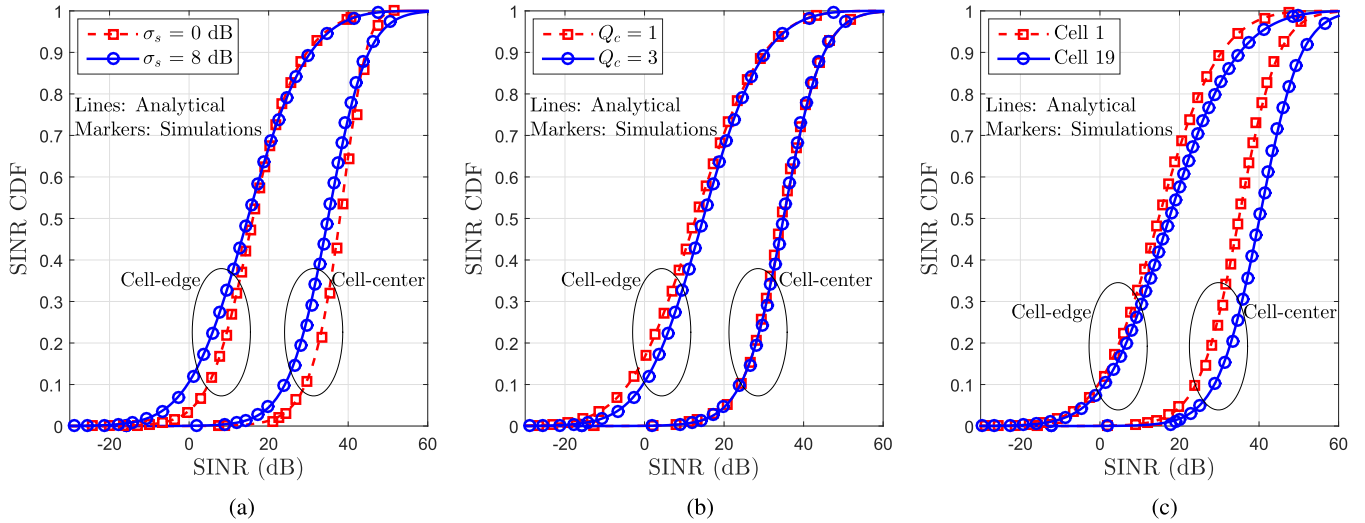 1
0.9
0.8
0.7
0.6
0.5
0.4
0.3
0.2
0.1
0
SINR CDF
σs = 0 dB
σs = 8 dB
Lines: Analytical
Markers: Simulations
Cell-edge
Cell-center
-20 0 20 40 60
SINR (dB)
(a)
1
0.9
0.8
0.7
0.6
0.5
0.4
0.3
0.2
0.1
0
SINR CDF
Qc = 1
Qc = 3
Lines: Analytical
Markers: Simulations
Cell-edge
Cell-center
-20 0 20 40 60
SINR (dB)
(b)
1
0.9
0.8
0.7
0.6
0.5
0.4
0.3
0.2
0.1
0
SINR CDF
Cell 1
Cell 19
Lines: Analytical
Markers: Simulations
Cell-edge
Cell-center
-20 0 20 40 60
SINR (dB)
(c)